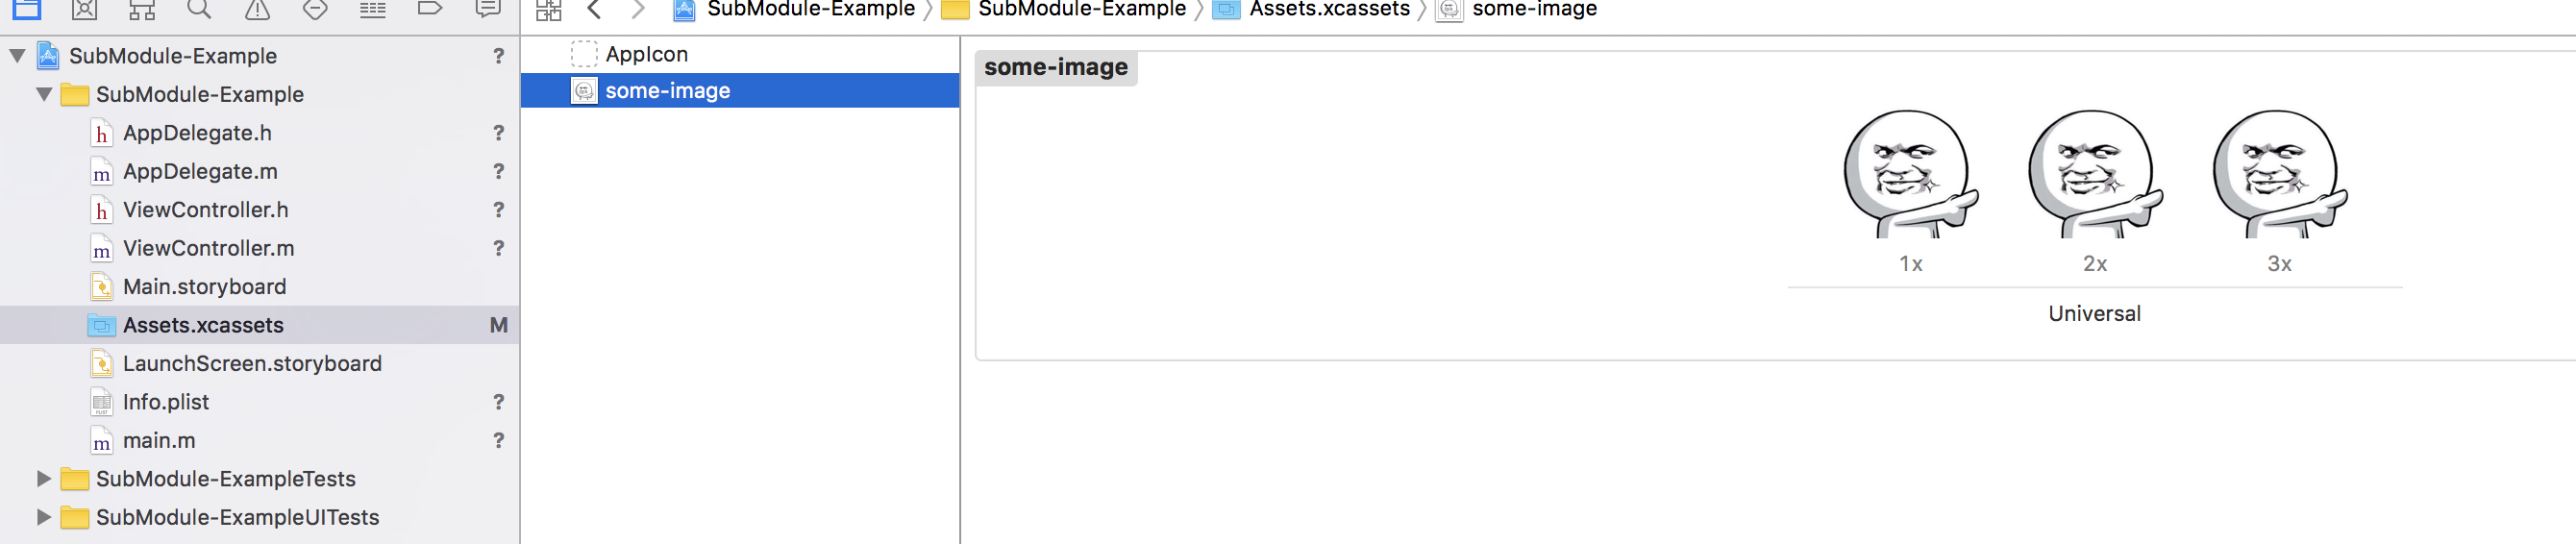 SubModule-Example 〉 SubModule-Example 〉 Assets.xcassets 〉 some-image
SubModule-Example ?
SubModule-Example
AppDelegate.h ?
AppDelegate.m ?
ViewController.h ?
ViewController.m ?
Main.storyboard
Assets.xcassets M
LaunchScreen.storyboard
Info.plist ?
main.m ?
SubModule-ExampleTests
SubModule-ExampleUITests
AppIcon
some-image
some-image
1x 2x 3x
Universal